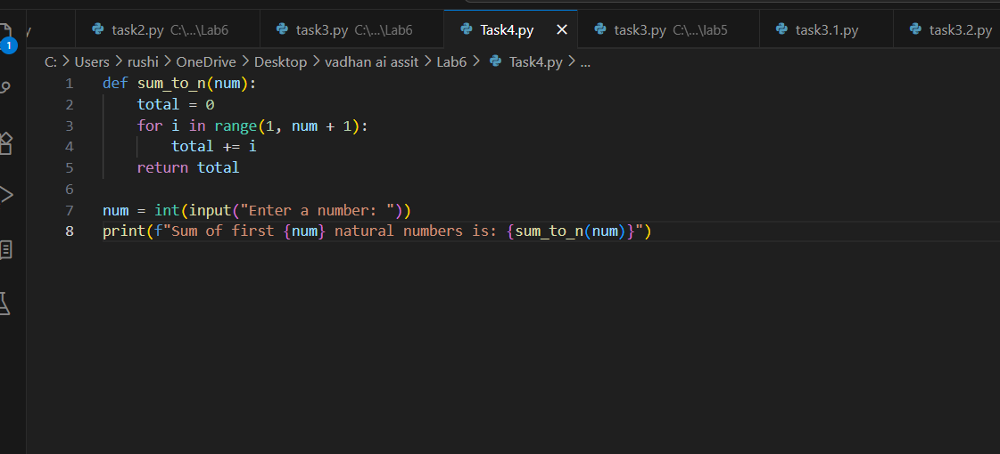 y task2.py C:\...\Lab6 task3.py C:\...\Lab6 Task4.py task3.py C:\...\lab5 task3.1.py task3.2.py
1
C: > Users > rushi > OneDrive > Desktop > vadhan ai assit > Lab6 > Task4.py > ...
1 def sum_to_n(num):
2     total = 0
3     for i in range(1, num + 1):
4         total += i
5     return total
6
7 num = int(input("Enter a number: "))
8 print(f"Sum of first {num} natural numbers is: {sum_to_n(num)}")